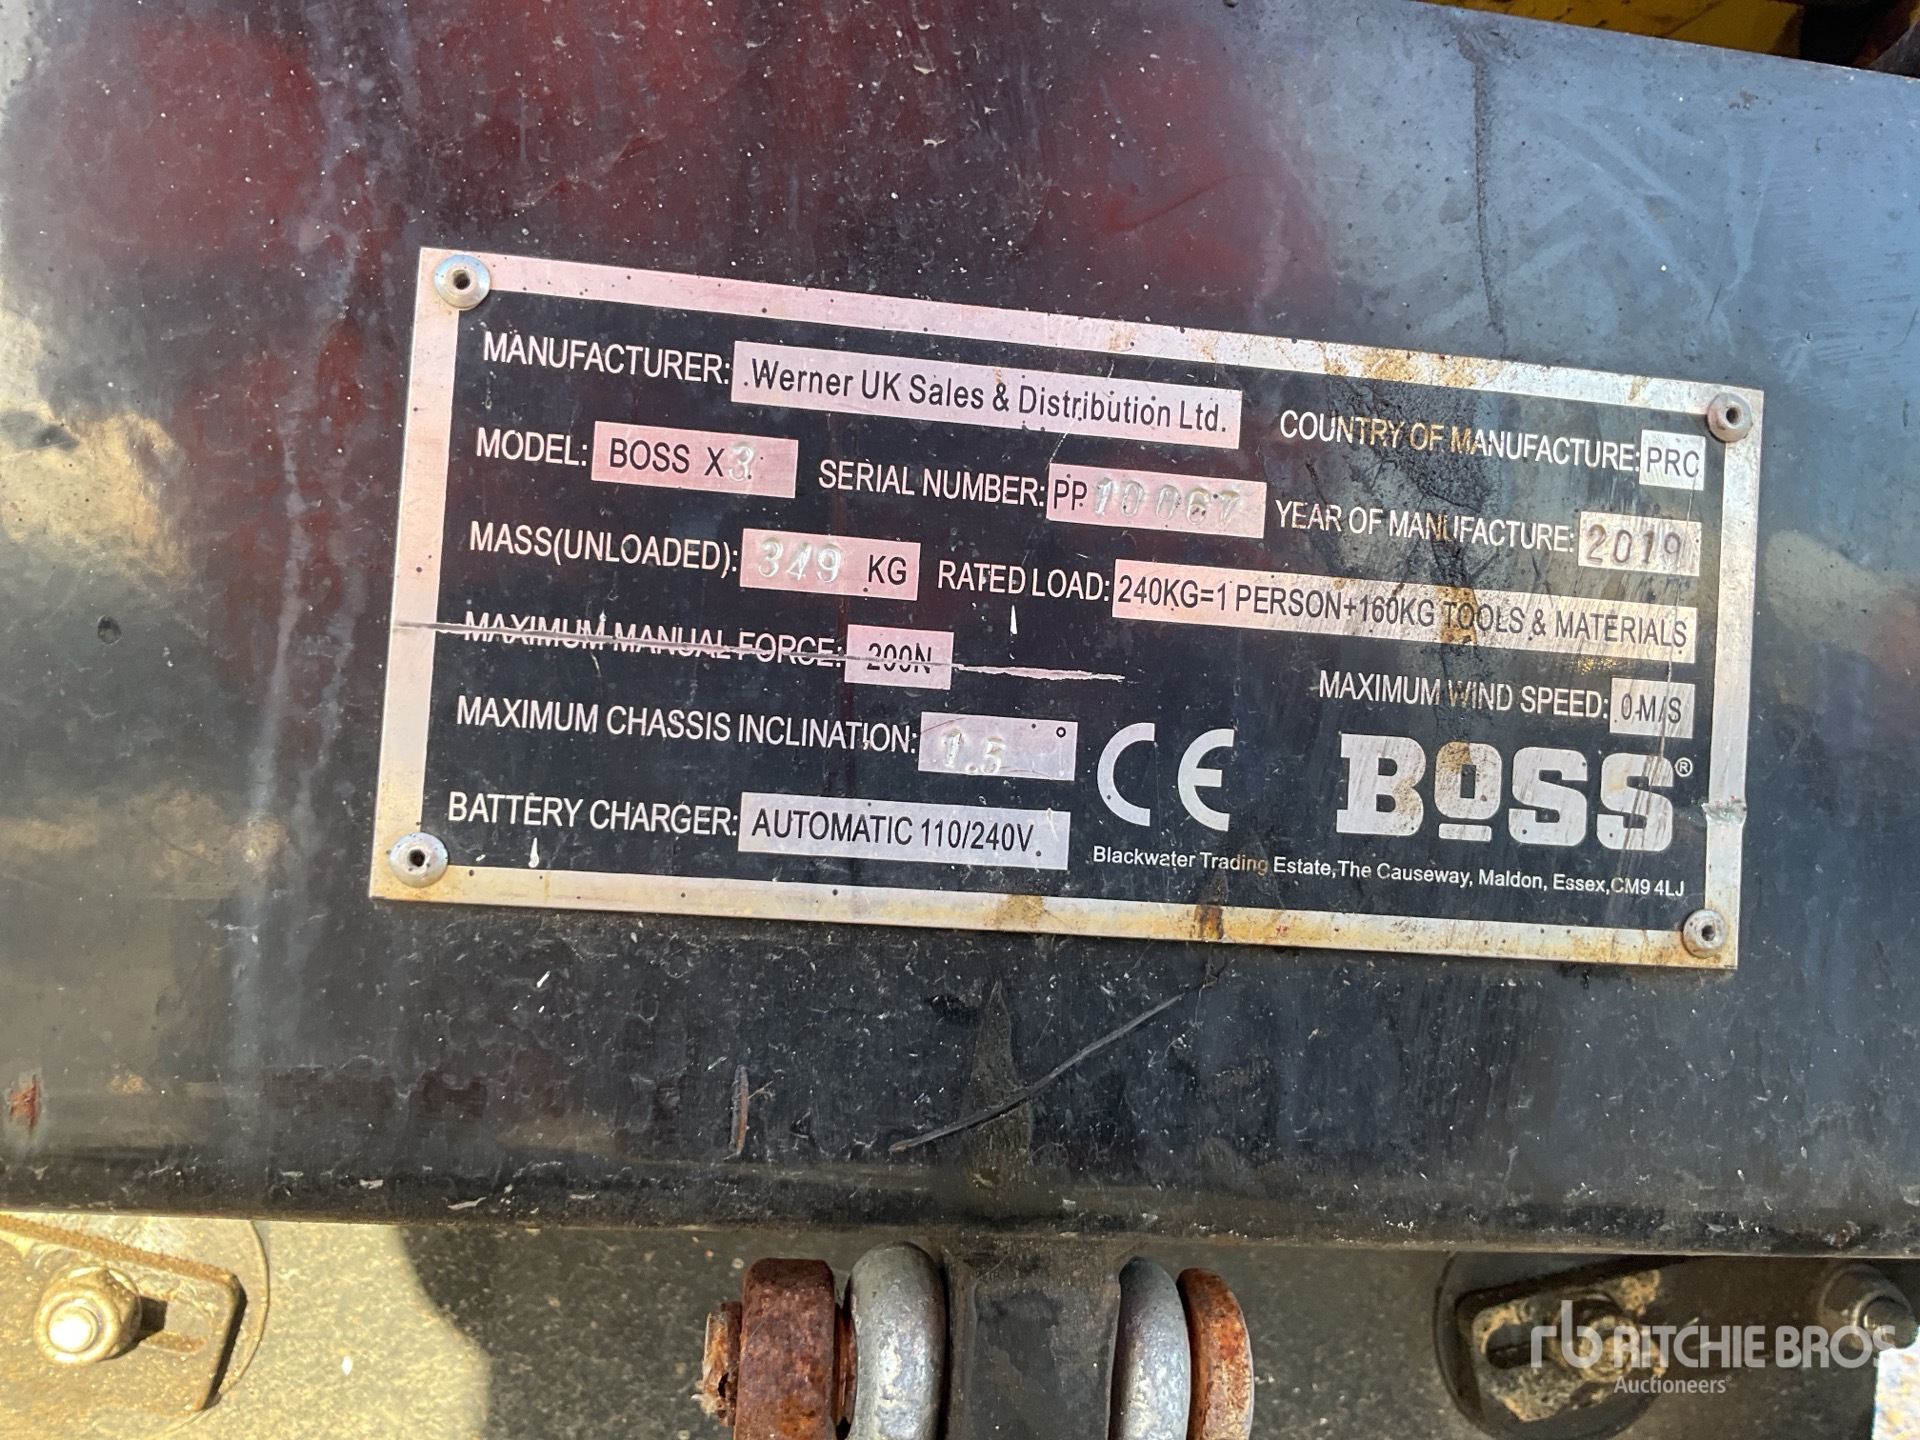 MANUFACTURER: Werner UK Sales & Distribution Ltd.
COUNTRY OF MANUFACTURE: PRC
MODEL: BOSS X3 SERIAL NUMBER: PP 10067 YEAR OF MANUFACTURE: 2019
MASS(UNLOADED): 349 KG RATED LOAD: 240KG=1 PERSON+160KG TOOLS & MATERIALS
MAXIMUM MANUAL FORCE: 200N MAXIMUM WIND SPEED: 0 M/S
MAXIMUM CHASSIS INCLINATION: 1.5 °
CE BOSS®
BATTERY CHARGER: AUTOMATIC 110/240V
Blackwater Trading Estate,The Causeway, Maldon, Essex,CM9 4LJ
rb RITCHIE BROS
Auctioneers